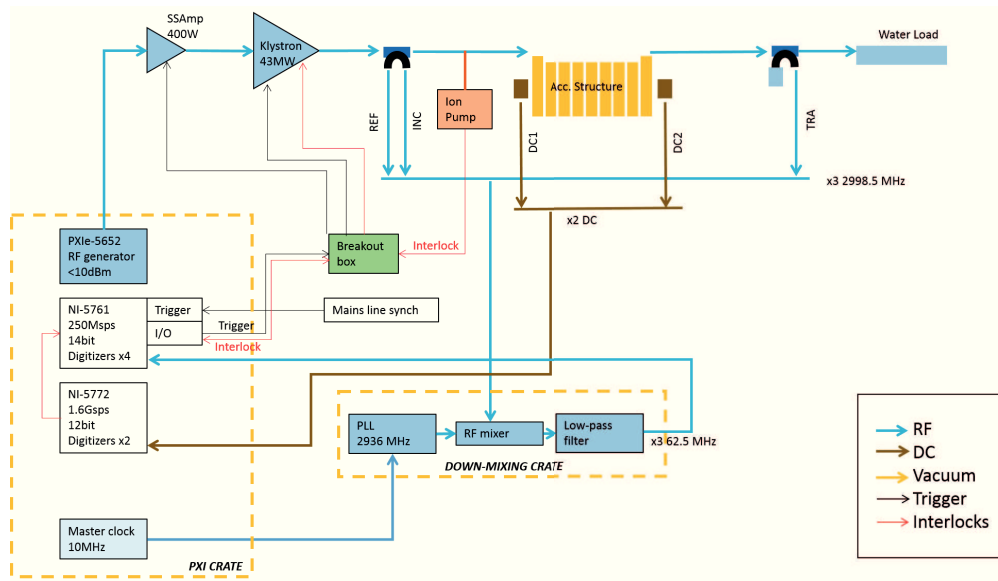 SSAmp
400W
Klystron
43MW
Water Load
Acc. Structure
Ion
Pump
REF
INC
DC1
DC2
TRA
x3 2998.5 MHz
x2 DC
PXIe-5652
RF generator
<10dBm
Breakout
box
Interlock
NI-5761
250Msps
14bit
Digitizers x4
Trigger
I/O
Trigger
Interlock
Mains line synch
NI-5772
1.6Gsps
12bit
Digitizers x2
PLL
2936 MHz
RF mixer
Low-pass
filter
x3 62.5 MHz
DOWN-MIXING CRATE
Master clock
10MHz
PXI CRATE
RF
DC
Vacuum
Trigger
Interlocks